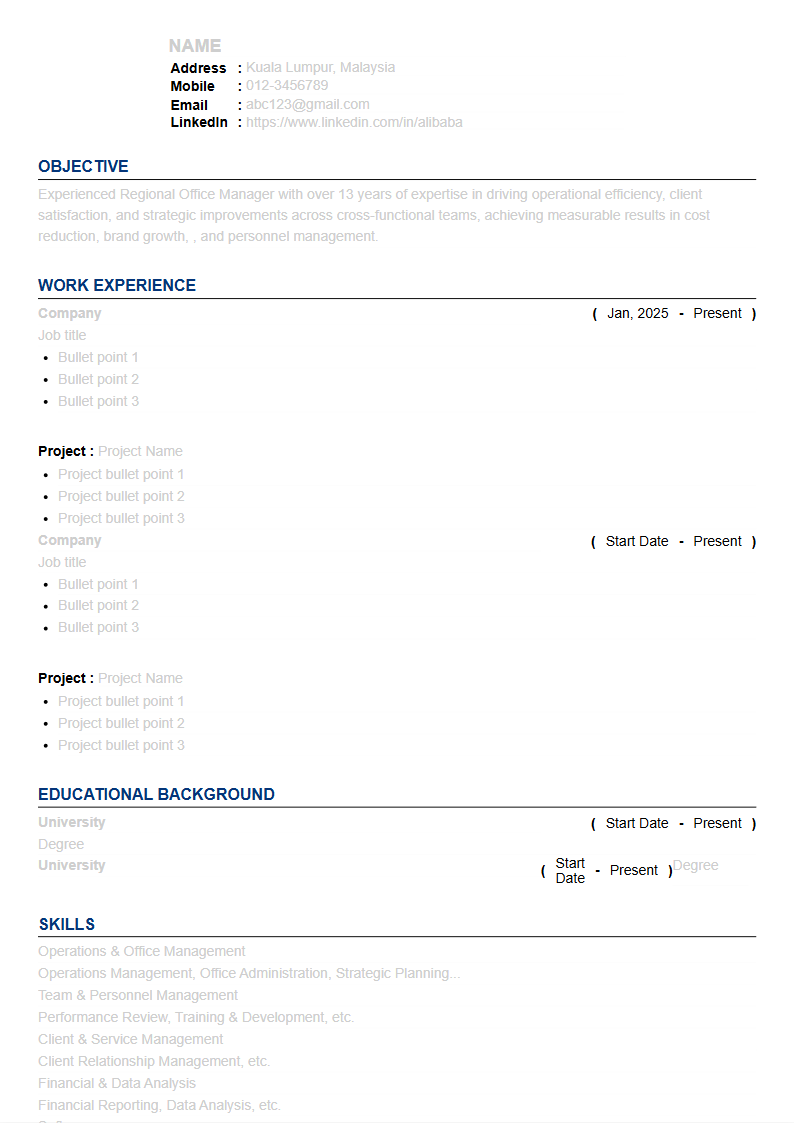 NAME
Address : Kuala Lumpur, Malaysia
Mobile : 012-3456789
Email : abc123@gmail.com
LinkedIn : https://www.linkedin.com/in/alibaba
OBJECTIVE
Experienced Regional Office Manager with over 13 years of expertise in driving operational efficiency, client
satisfaction, and strategic improvements across cross-functional teams, achieving measurable results in cost
reduction, brand growth, , and personnel management.
WORK EXPERIENCE
Company ( Jan, 2025 - Present )
Job title
• Bullet point 1
• Bullet point 2
• Bullet point 3
Project : Project Name
• Project bullet point 1
• Project bullet point 2
• Project bullet point 3
Company ( Start Date - Present )
Job title
• Bullet point 1
• Bullet point 2
• Bullet point 3
Project : Project Name
• Project bullet point 1
• Project bullet point 2
• Project bullet point 3
EDUCATIONAL BACKGROUND
University ( Start Date - Present )
Degree
University ( Start Date - Present ) Degree
SKILLS
Operations & Office Management
Operations Management, Office Administration, Strategic Planning...
Team & Personnel Management
Performance Review, Training & Development, etc.
Client & Service Management
Client Relationship Management, etc.
Financial & Data Analysis
Financial Reporting, Data Analysis, etc.